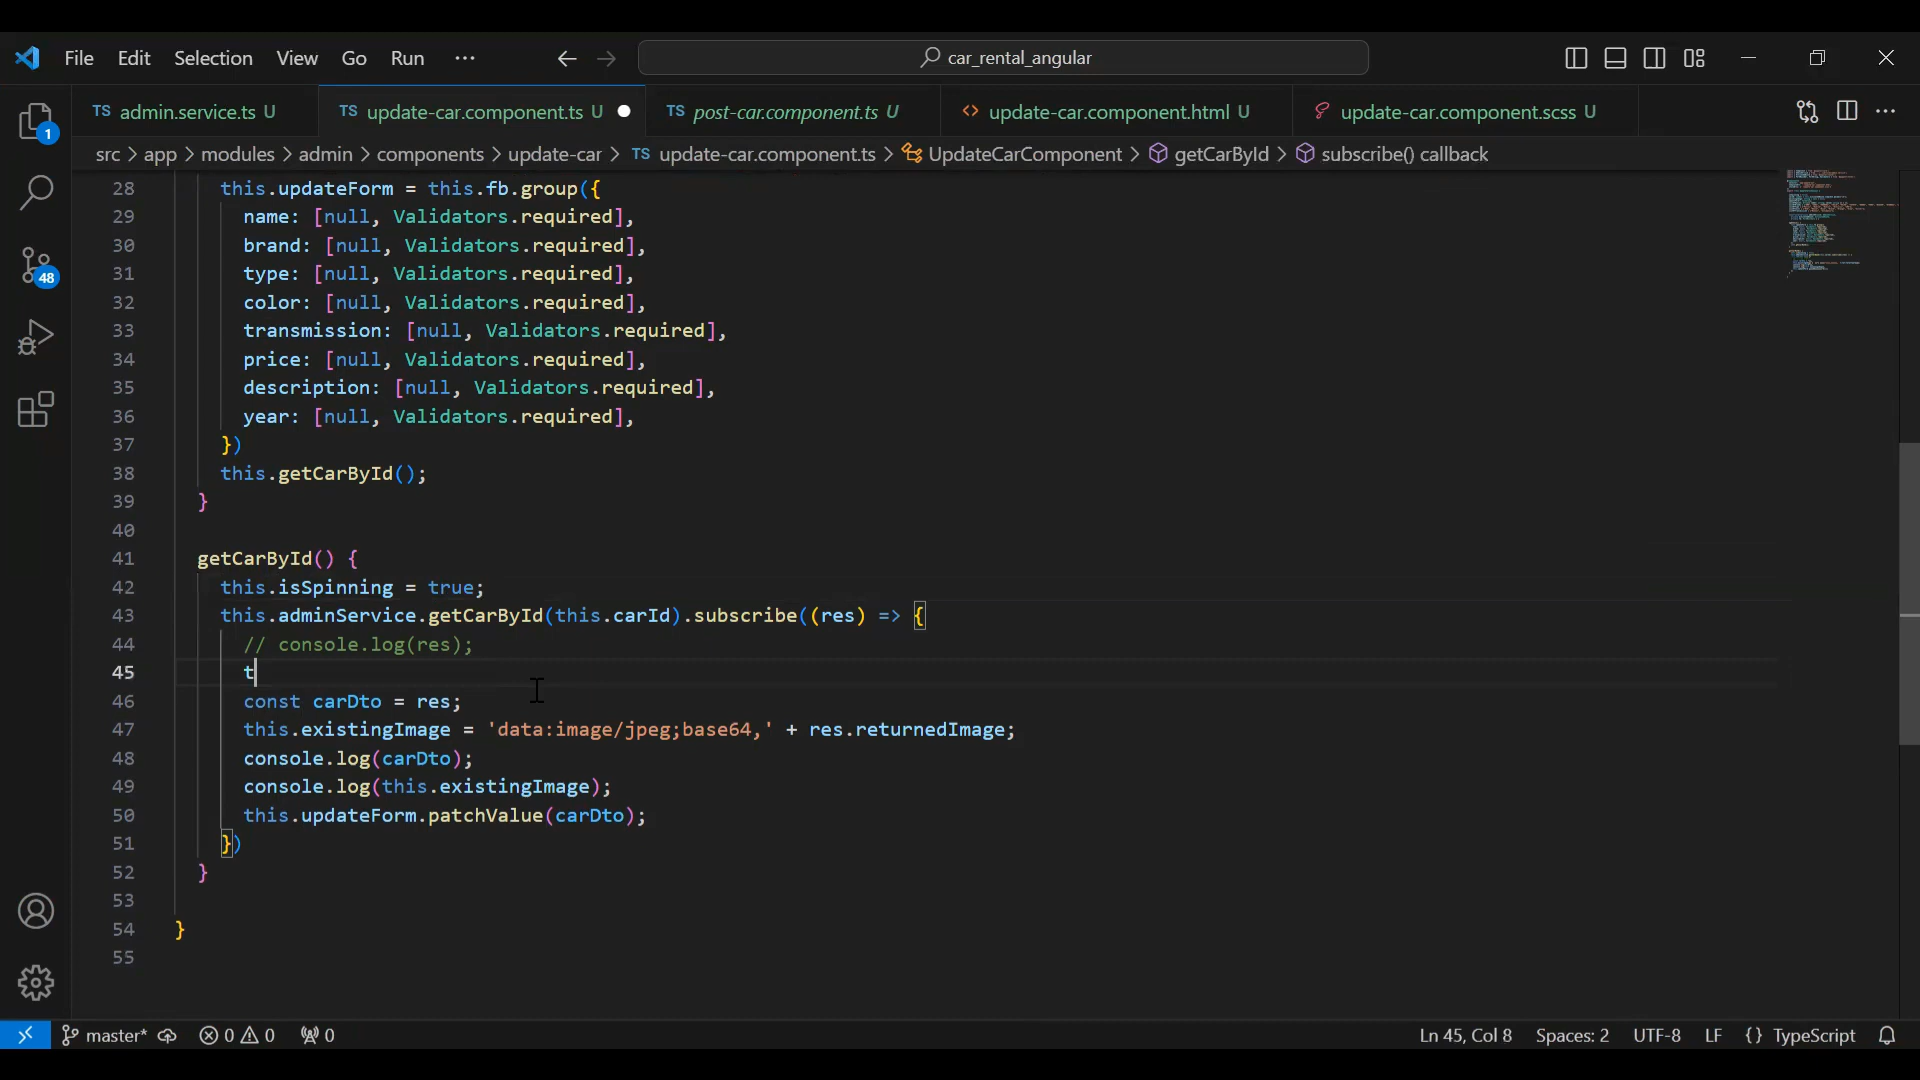 File Edit Selection View Go Run ··· car_rental_angular
TS admin.service.ts U TS update-car.component.ts U TS post-car.component.ts U <> update-car.component.html U update-car.component.scss U
src > app > modules > admin > components > update-car > TS update-car.component.ts > UpdateCarComponent > getCarById > subscribe() callback
28 this.updateForm = this.fb.group({
29 name: [null, Validators.required],
30 brand: [null, Validators.required],
31 type: [null, Validators.required],
32 color: [null, Validators.required],
33 transmission: [null, Validators.required],
34 price: [null, Validators.required],
35 description: [null, Validators.required],
36 year: [null, Validators.required],
37 })
38 this.getCarById();
39 }
40
41 getCarById() {
42 this.isSpinning = true;
43 this.adminService.getCarById(this.carId).subscribe((res) => {
44 // console.log(res);
45 t
46 const carDto = res;
47 this.existingImage = 'data:image/jpeg;base64,' + res.returnedImage;
48 console.log(carDto);
49 console.log(this.existingImage);
50 this.updateForm.patchValue(carDto);
51 })
52 }
53
54 }
55
1
48
master* 0 0 0 Ln 45, Col 8 Spaces: 2 UTF-8 LF {} TypeScript